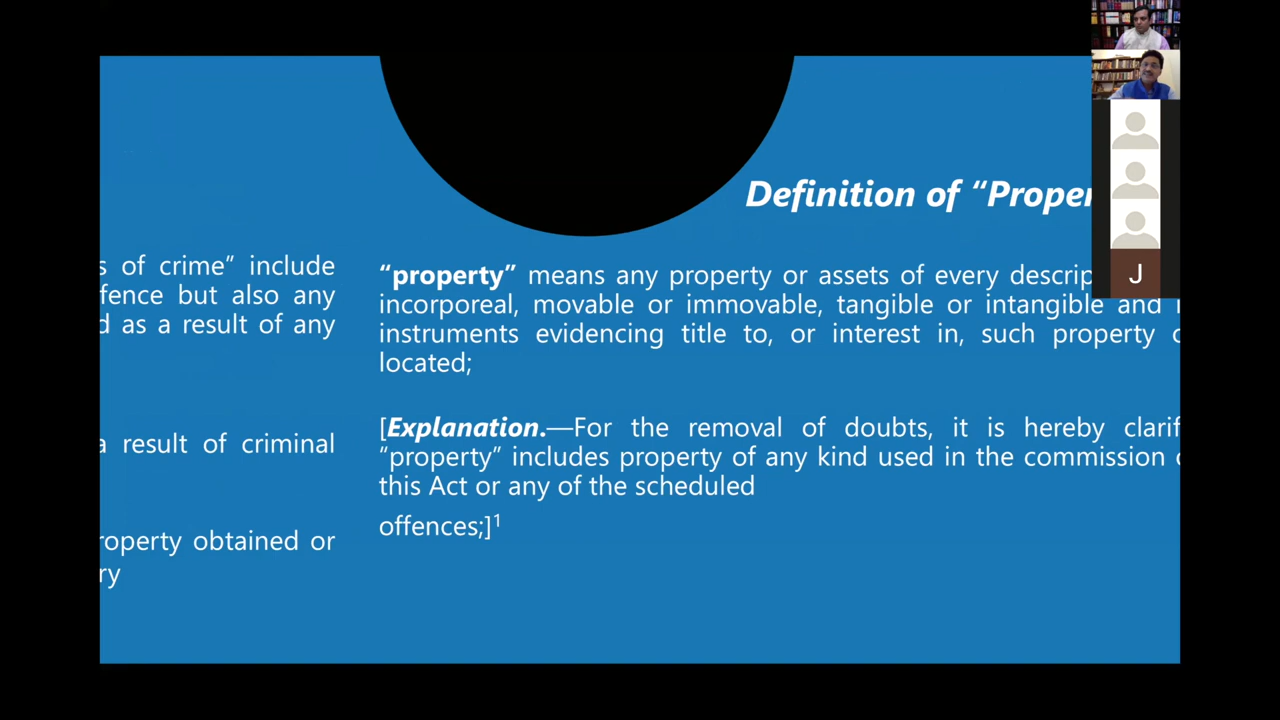 Definition of “Proper
s of crime” include
fence but also any
d as a result of any
a result of criminal
roperty obtained or
ry
“property” means any property or assets of every descrip
incorporeal, movable or immovable, tangible or intangible and
instruments evidencing title to, or interest in, such property
located;
[Explanation.—For the removal of doubts, it is hereby clarif
“property” includes property of any kind used in the commission
this Act or any of the scheduled
offences;]1
J